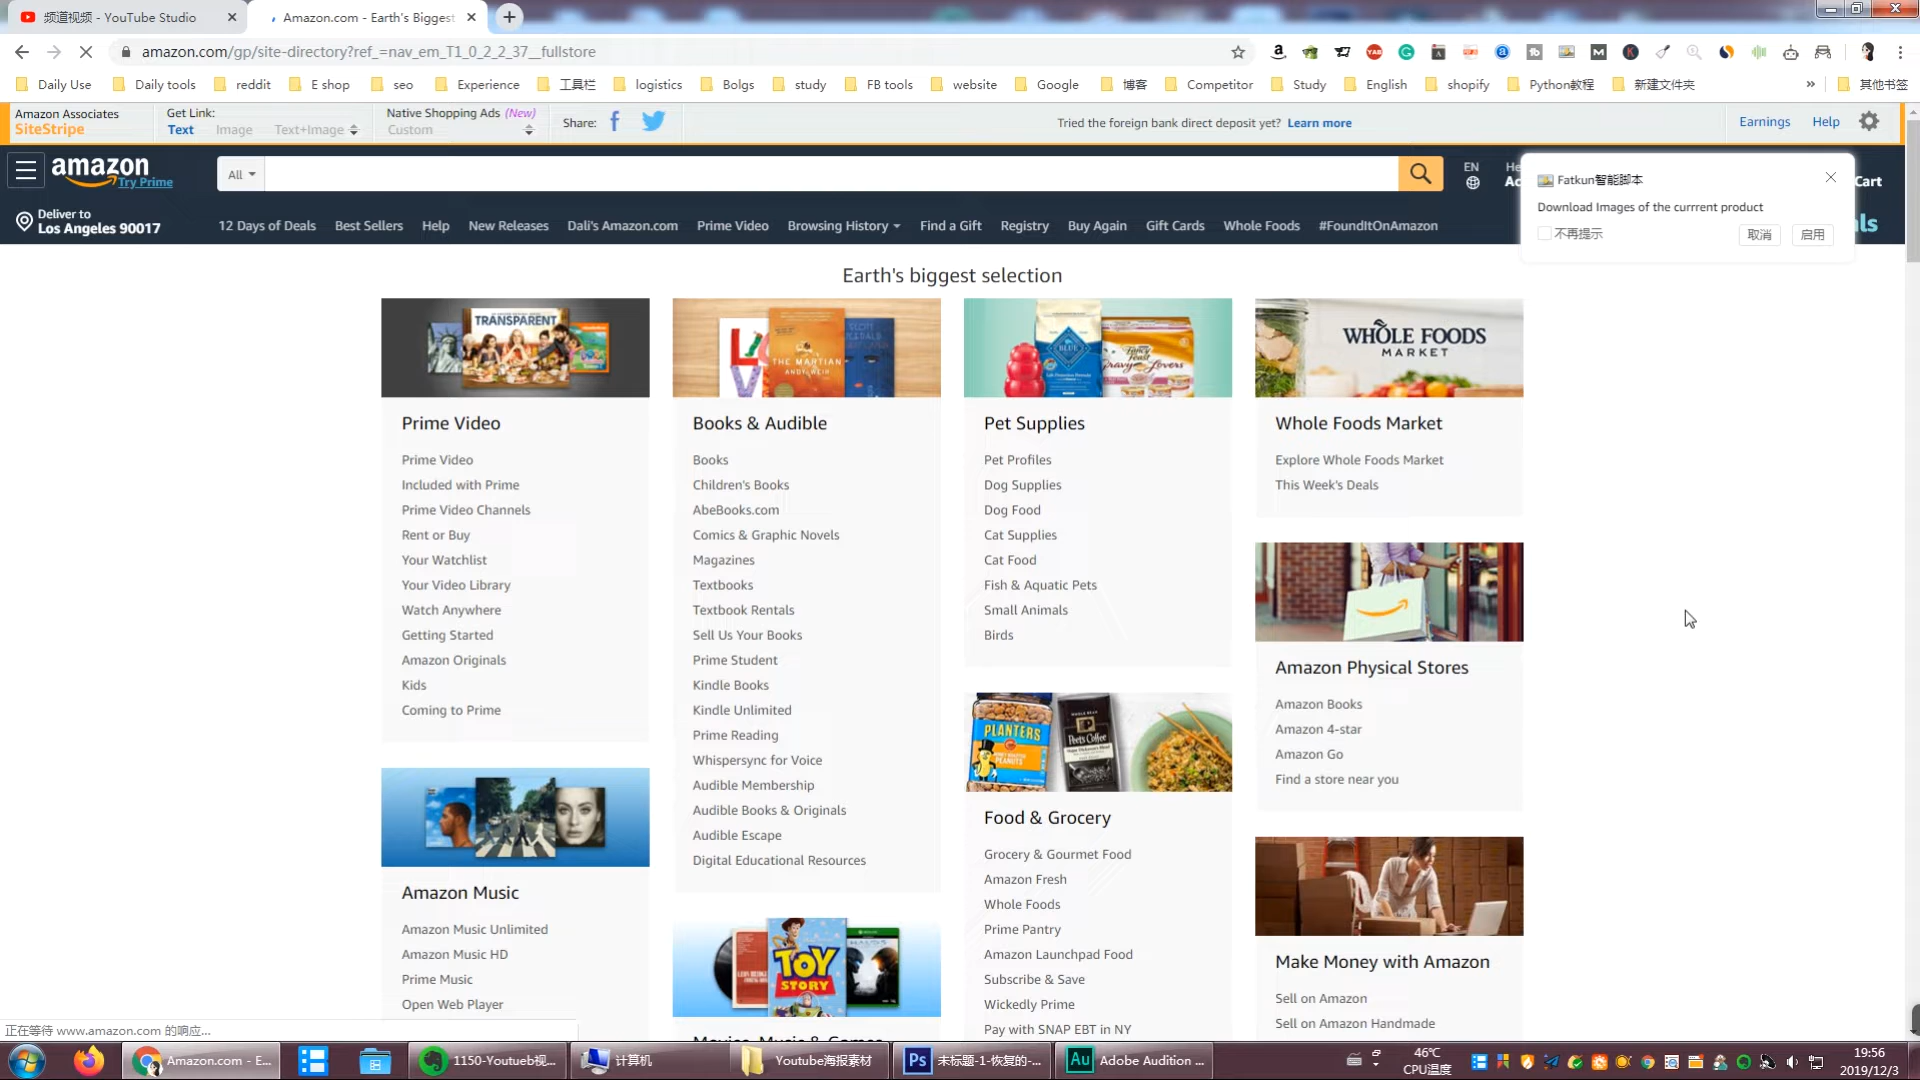 频道视频 - YouTube Studio
Amazon.com - Earth's Biggest
amazon.com/gp/site-directory?ref_=nav_em_T1_0_2_2_37__fullstore
Daily Use
Daily tools
reddit
E shop
seo
Experience
工具栏
logistics
Bolgs
study
FB tools
website
Google
博客
Competitor
Study
English
shopify
Python教程
新建文件夹
»
其他书签
Amazon Associates
SiteStripe
Get Link:
Text
Image
Text+Image
Native Shopping Ads (New)
Custom
Share:
Tried the foreign bank direct deposit yet? Learn more
Earnings
Help
amazon
Try Prime
All
EN
Cart
Deliver to
Los Angeles 90017
12 Days of Deals
Best Sellers
Help
New Releases
Dali's Amazon.com
Prime Video
Browsing History
Find a Gift
Registry
Buy Again
Gift Cards
Whole Foods
#FoundItOnAmazon
Fatkun智能脚本
Download Images of the currrent product
不再提示
取消
启用
Earth's biggest selection
TRANSPARENT
Prime Video
Prime Video
Included with Prime
Prime Video Channels
Rent or Buy
Your Watchlist
Your Video Library
Watch Anywhere
Getting Started
Amazon Originals
Kids
Coming to Prime
Amazon Music
Amazon Music Unlimited
Amazon Music HD
Prime Music
Open Web Player
THE MARTIAN
ANDY WEIR
Books & Audible
Books
Children's Books
AbeBooks.com
Comics & Graphic Novels
Magazines
Textbooks
Textbook Rentals
Sell Us Your Books
Prime Student
Kindle Books
Kindle Unlimited
Prime Reading
Whispersync for Voice
Audible Membership
Audible Books & Originals
Audible Escape
Digital Educational Resources
TOY
STORY
Movies, Music & Games
BLUE
Fancy Feast
Gravy Lovers
Pet Supplies
Pet Profiles
Dog Supplies
Dog Food
Cat Supplies
Cat Food
Fish & Aquatic Pets
Small Animals
Birds
PLANTERS
Peet's Coffee
Food & Grocery
Grocery & Gourmet Food
Amazon Fresh
Whole Foods
Prime Pantry
Amazon Launchpad Food
Subscribe & Save
Wickedly Prime
Pay with SNAP EBT in NY
WHOLE FOODS
MARKET
Whole Foods Market
Explore Whole Foods Market
This Week's Deals
Amazon Physical Stores
Amazon Books
Amazon 4-star
Amazon Go
Find a store near you
Make Money with Amazon
Sell on Amazon
Sell on Amazon Handmade
正在等待 www.amazon.com 的响应...
Amazon.com - E...
1150-Youtueb视...
计算机
Youtube海报素材
Ps
未标题-1-恢复的-...
Au
Adobe Audition ...
46℃
CPU温度
19:56
2019/12/3